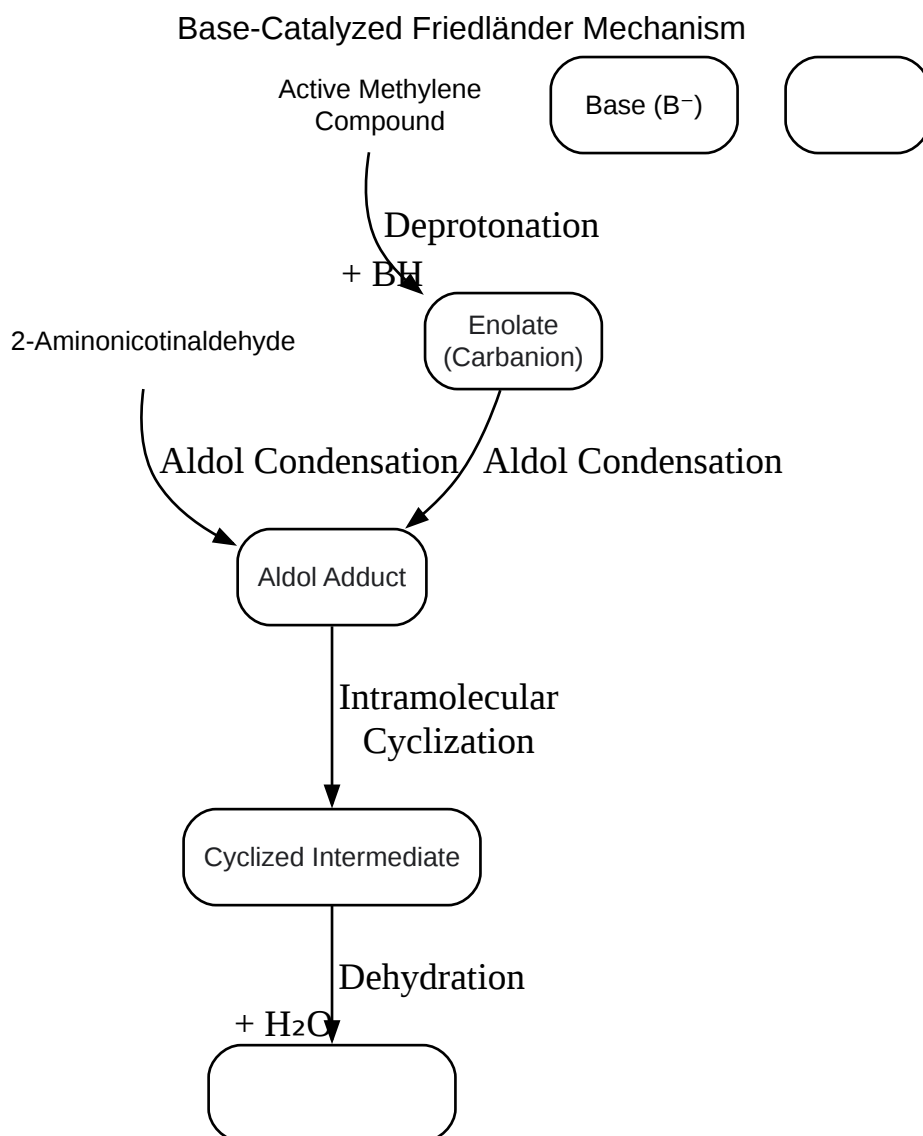 Base-Catalyzed Friedländer Mechanism
Active Methylene
Compound
Base (B⁻)
Deprotonation
+ BH
2-Aminonicotinaldehyde
Enolate
(Carbanion)
Aldol Condensation
Aldol Condensation
Aldol Adduct
Intramolecular
Cyclization
Cyclized Intermediate
Dehydration
+ H₂O